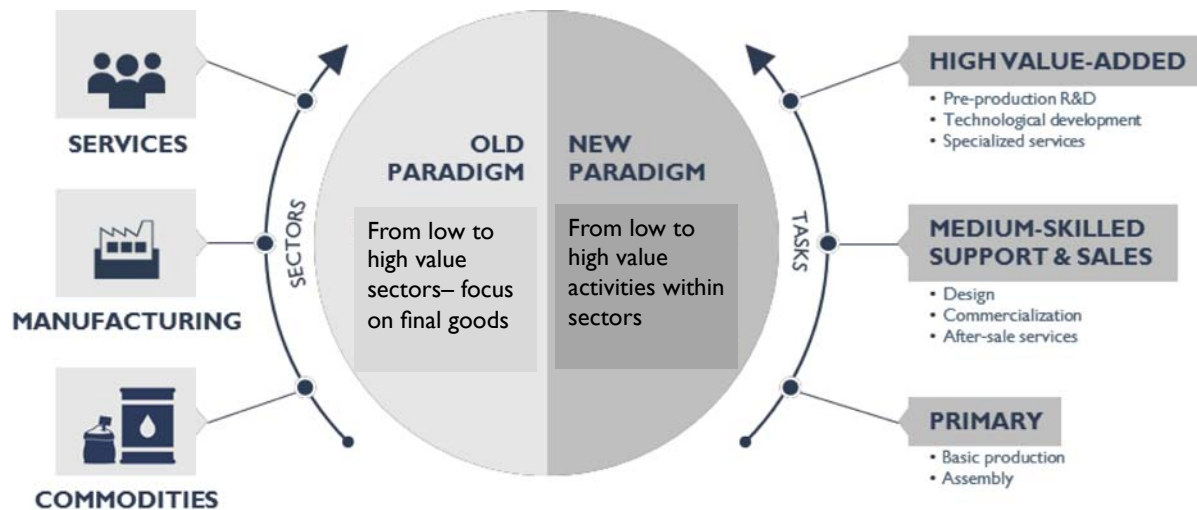 SERVICES
MANUFACTURING
COMMODITIES
SECTORS
OLD
PARADIGM
From low to
high value
sectors– focus
on final goods
NEW
PARADIGM
From low to
high value
activities within
sectors
TASKS
HIGH VALUE-ADDED
• Pre-production R&D
• Technological development
• Specialized services
MEDIUM-SKILLED
SUPPORT & SALES
• Design
• Commercialization
• After-sale services
PRIMARY
• Basic production
• Assembly